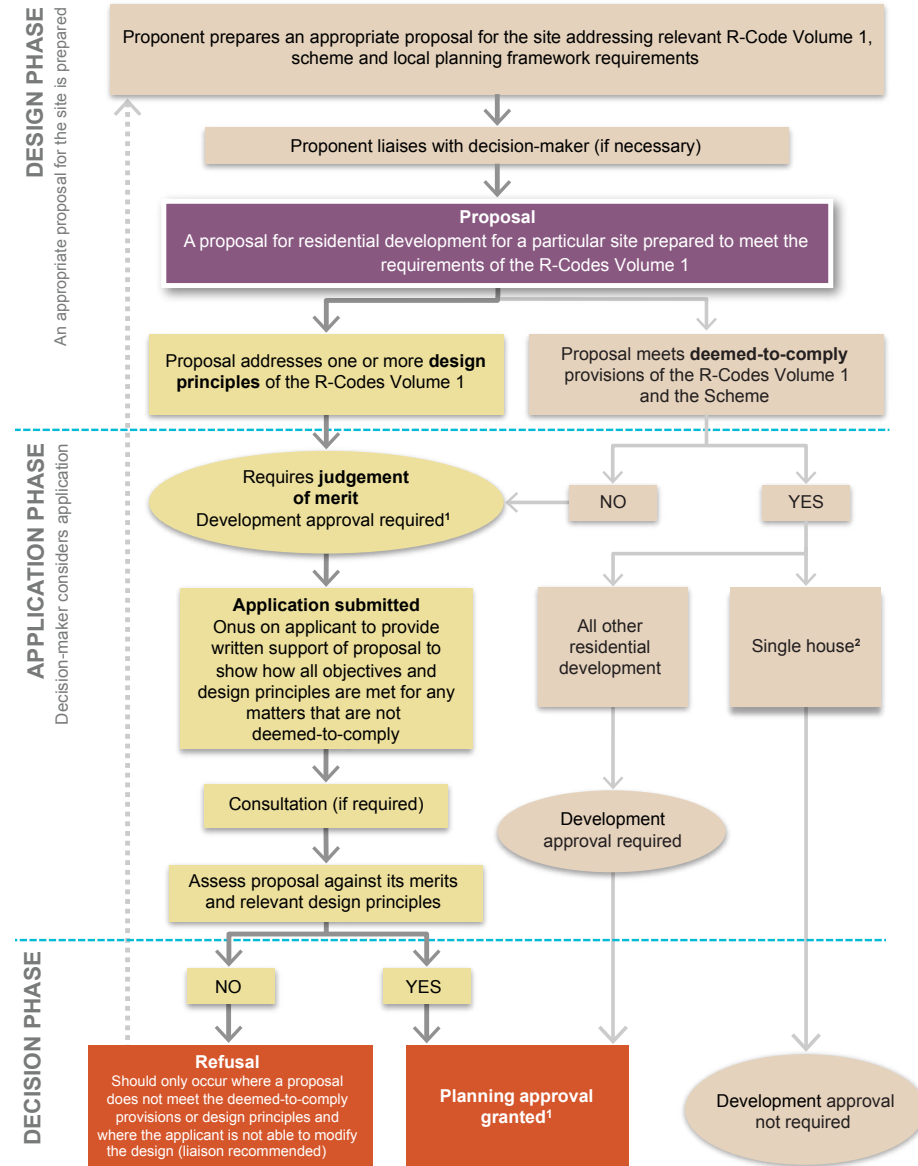 DESIGN PHASE
An appropriate proposal for the site is prepared
Proponent prepares an appropriate proposal for the site addressing relevant R-Code Volume 1,
scheme and local planning framework requirements
Proponent liaises with decision-maker (if necessary)
Proposal
A proposal for residential development for a particular site prepared to meet the
requirements of the R-Codes Volume 1
Proposal addresses one or more design
principles of the R-Codes Volume 1
Proposal meets deemed-to-comply
provisions of the R-Codes Volume 1
and the Scheme
APPLICATION PHASE
Decision-maker considers application
Requires judgement
of merit
Development approval required¹
NO
YES
Application submitted
Onus on applicant to provide
written support of proposal to
show how all objectives and
design principles are met for any
matters that are not
deemed-to-comply
All other
residential
development
Single house²
Consultation (if required)
Development
approval required
Assess proposal against its merits
and relevant design principles
DECISION PHASE
NO
YES
Refusal
Should only occur where a proposal
does not meet the deemed-to-comply
provisions or design principles and
where the applicant is not able to modify
the design (liaison recommended)
Planning approval
granted¹
Development approval
not required